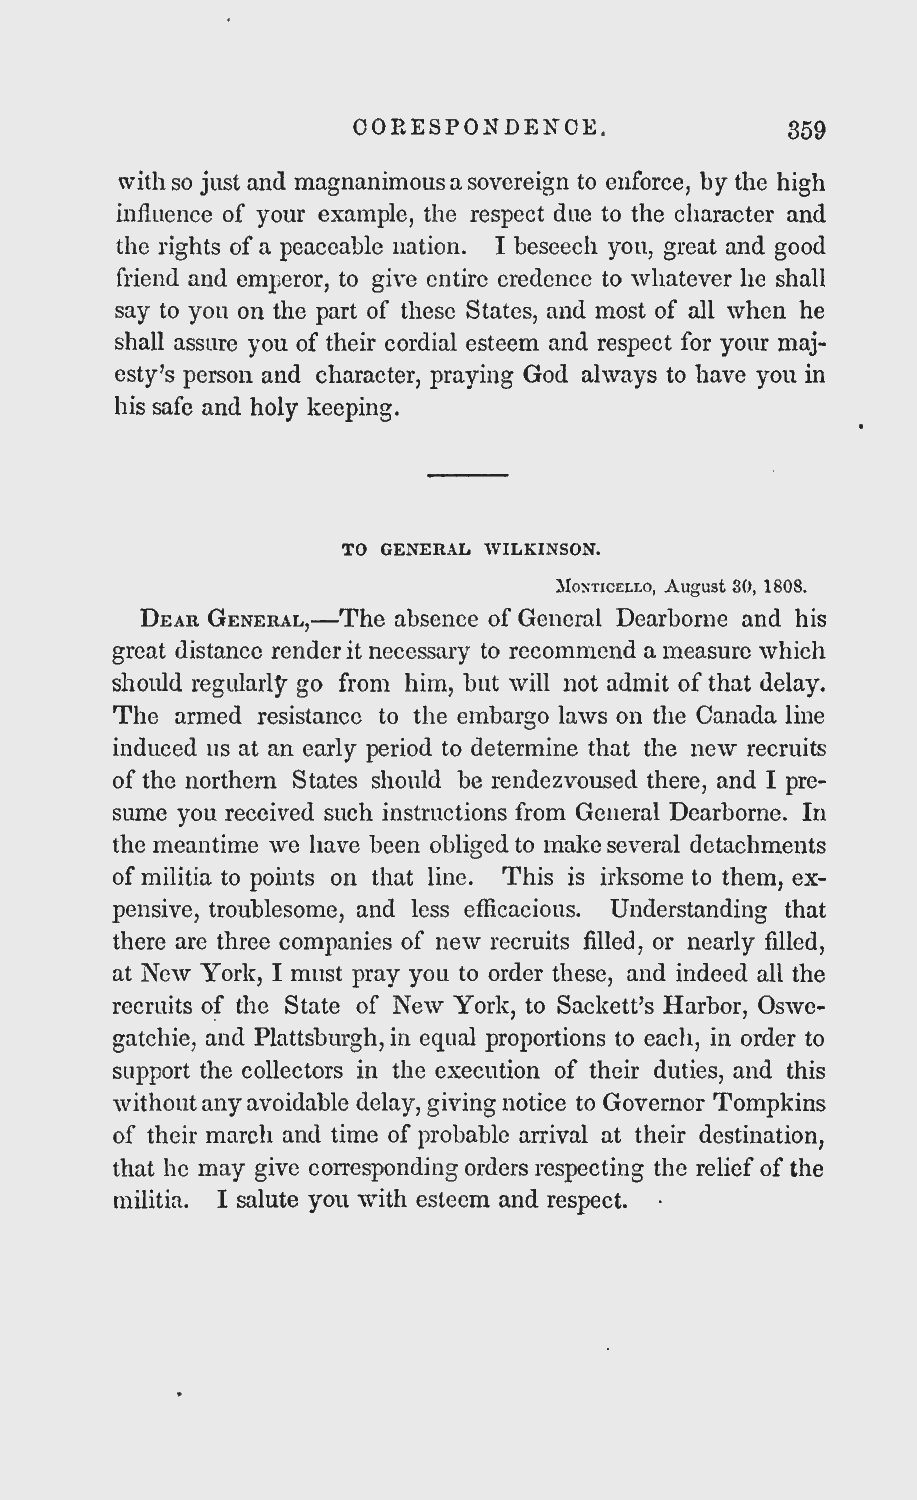 CORESPONDENCE. 359
with so just and magnanimous a sovereign to enforce, by the high
influence of your example, the respect due to the character and
the rights of a peaceable nation. I beseech you, great and good
friend and emperor, to give entire credence to whatever he shall
say to you on the part of these States, and most of all when he
shall assure you of their cordial esteem and respect for your maj-
esty's person and character, praying God always to have you in
his safe and holy keeping.
TO GENERAL WILKINSON.
Monticello, August 30, 1808.
Dear General,—The absence of General Dearborne and his
great distance render it necessary to recommend a measure which
should regularly go from him, but will not admit of that delay.
The armed resistance to the embargo laws on the Canada line
induced us at an early period to determine that the new recruits
of the northern States should be rendezvoused there, and I pre-
sume you received such instructions from General Dearborne. In
the meantime we have been obliged to make several detachments
of militia to points on that line. This is irksome to them, ex-
pensive, troublesome, and less efficacious. Understanding that
there are three companies of new recruits filled, or nearly filled,
at New York, I must pray you to order these, and indeed all the
recruits of the State of New York, to Sackett's Harbor, Oswe-
gatchie, and Plattsburgh, in equal proportions to each, in order to
support the collectors in the execution of their duties, and this
without any avoidable delay, giving notice to Governor Tompkins
of their march and time of probable arrival at their destination,
that he may give corresponding orders respecting the relief of the
militia. I salute you with esteem and respect.